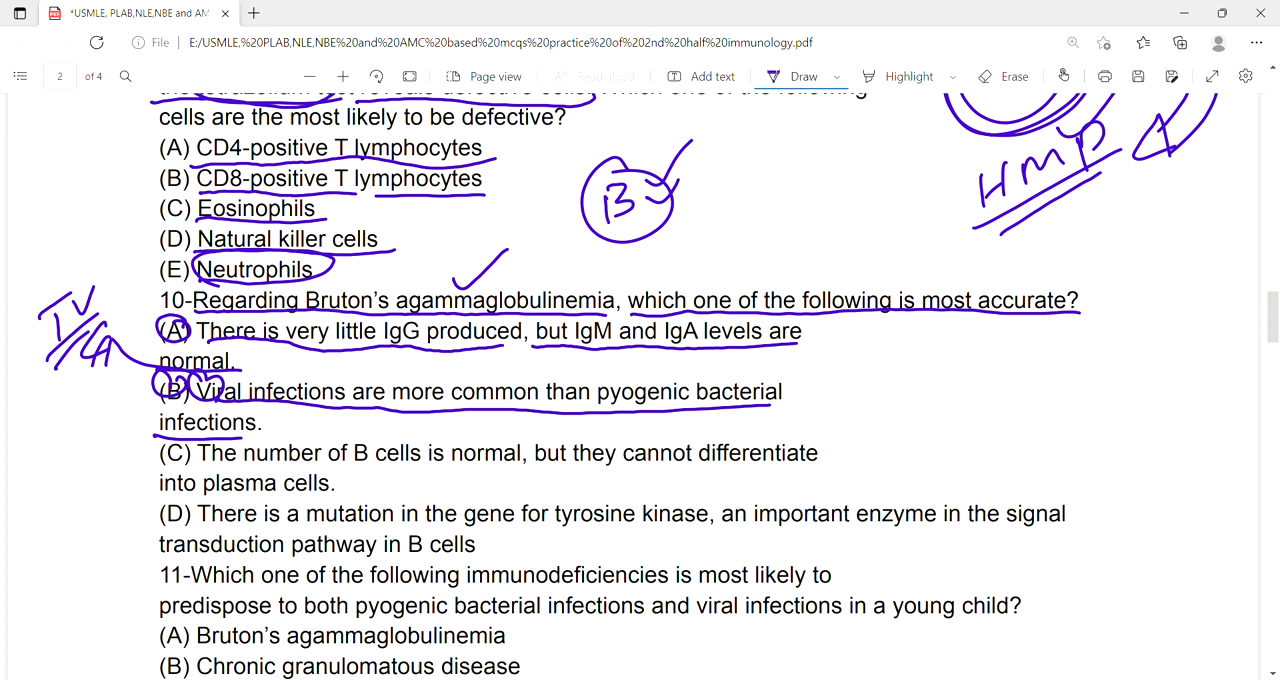 *USMLE, PLAB,NLE,NBE and AM
File E:/USMLE,%20PLAB,NLE,NBE%20and%20AMC%20based%20mcqs%20practice%20of%202nd%20half%20immunology.pdf
2 of 4 Page view Read aloud Add text Draw Highlight Erase
cells are the most likely to be defective?
(A) CD4-positive T lymphocytes
(B) CD8-positive T lymphocytes
(C) Eosinophils
(D) Natural killer cells
(E) Neutrophils
B
HMP
10-Regarding Bruton’s agammaglobulinemia, which one of the following is most accurate?
(A) There is very little IgG produced, but IgM and IgA levels are
normal.
(B) Viral infections are more common than pyogenic bacterial
infections.
(C) The number of B cells is normal, but they cannot differentiate
into plasma cells.
(D) There is a mutation in the gene for tyrosine kinase, an important enzyme in the signal
transduction pathway in B cells
11-Which one of the following immunodeficiencies is most likely to
predispose to both pyogenic bacterial infections and viral infections in a young child?
(A) Bruton’s agammaglobulinemia
(B) Chronic granulomatous disease